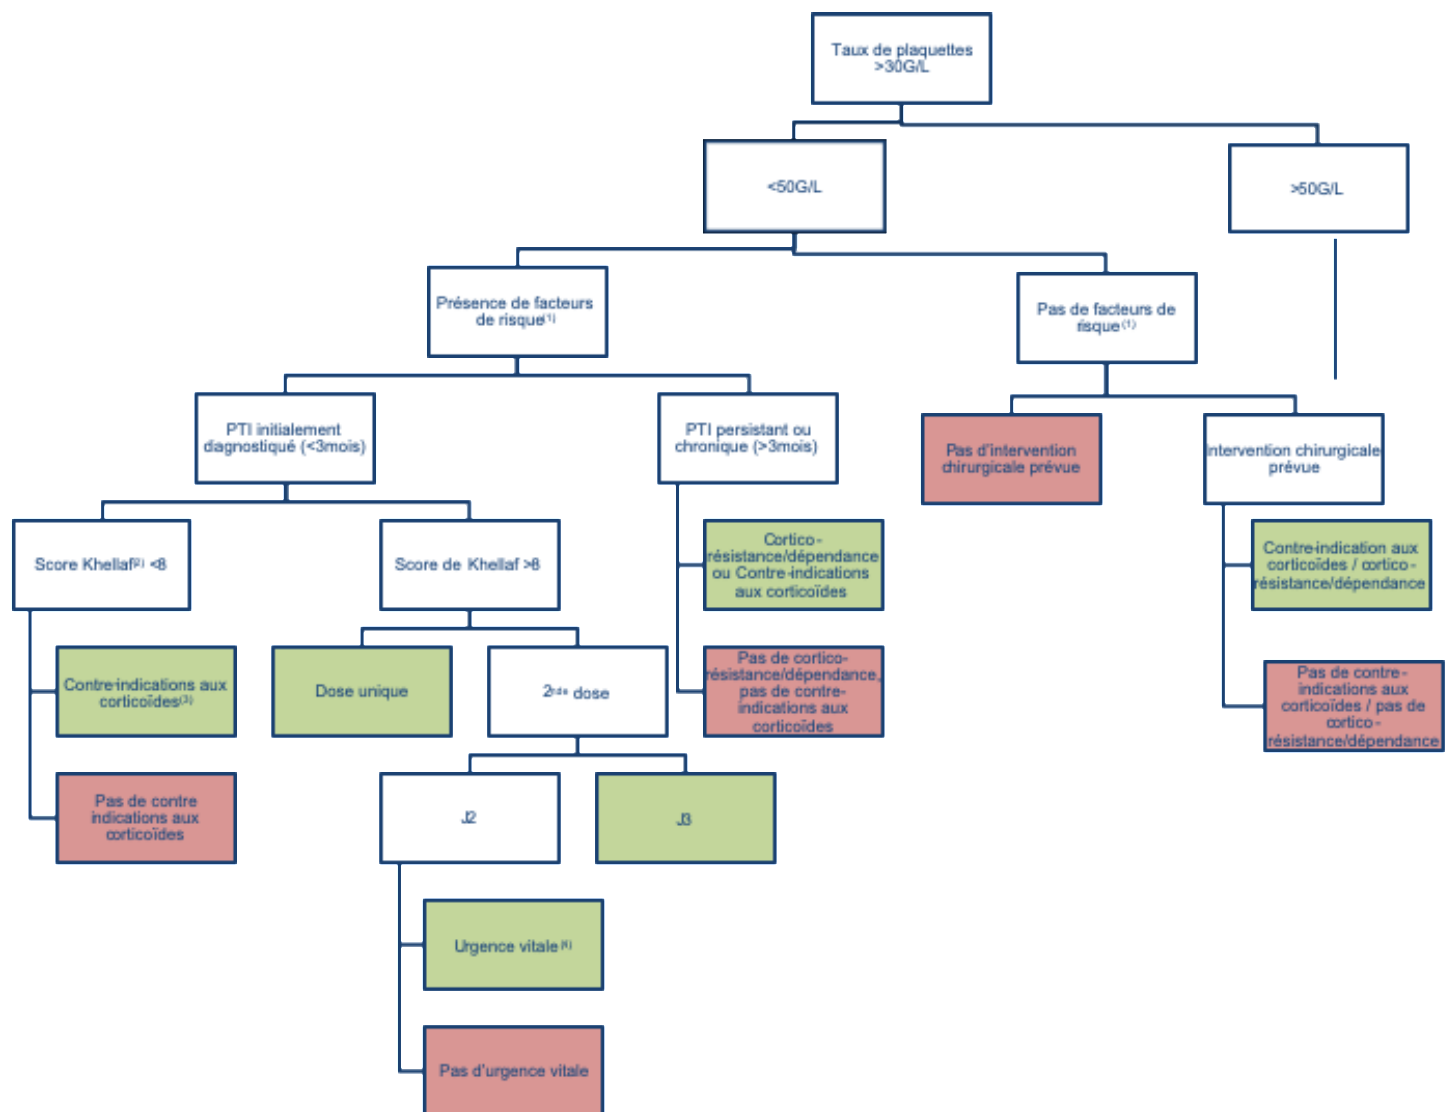 Taux de plaquettes
>30G/L
<50G/L
>50G/L
Présence de facteurs
de risque(1)
Pas de facteurs de
risque (1)
PTI initialement
diagnostiqué (<3mois)
PTI persistant ou
chronique (>3mois)
Pas d'intervention
chirurgicale prévue
Intervention chirurgicale
prévue
Score Khellaf(2) <8
Score de Khellaf >8
Cortico-
résistance/dépendance
ou Contre-indications
aux corticoïdes
Contre-indication aux
corticoïdes / cortico-
résistance/dépendance
Contre-indications aux
corticoïdes(3)
Dose unique
2nde dose
Pas de cortico-
résistance/dépendance,
pas de contre-
indications aux
corticoïdes
Pas de contre-
indications aux
corticoïdes / pas de
cortico-
résistance/dépendance
Pas de contre
indications aux
corticoïdes
J2
J3
Urgence vitale
Pas d'urgence vitale